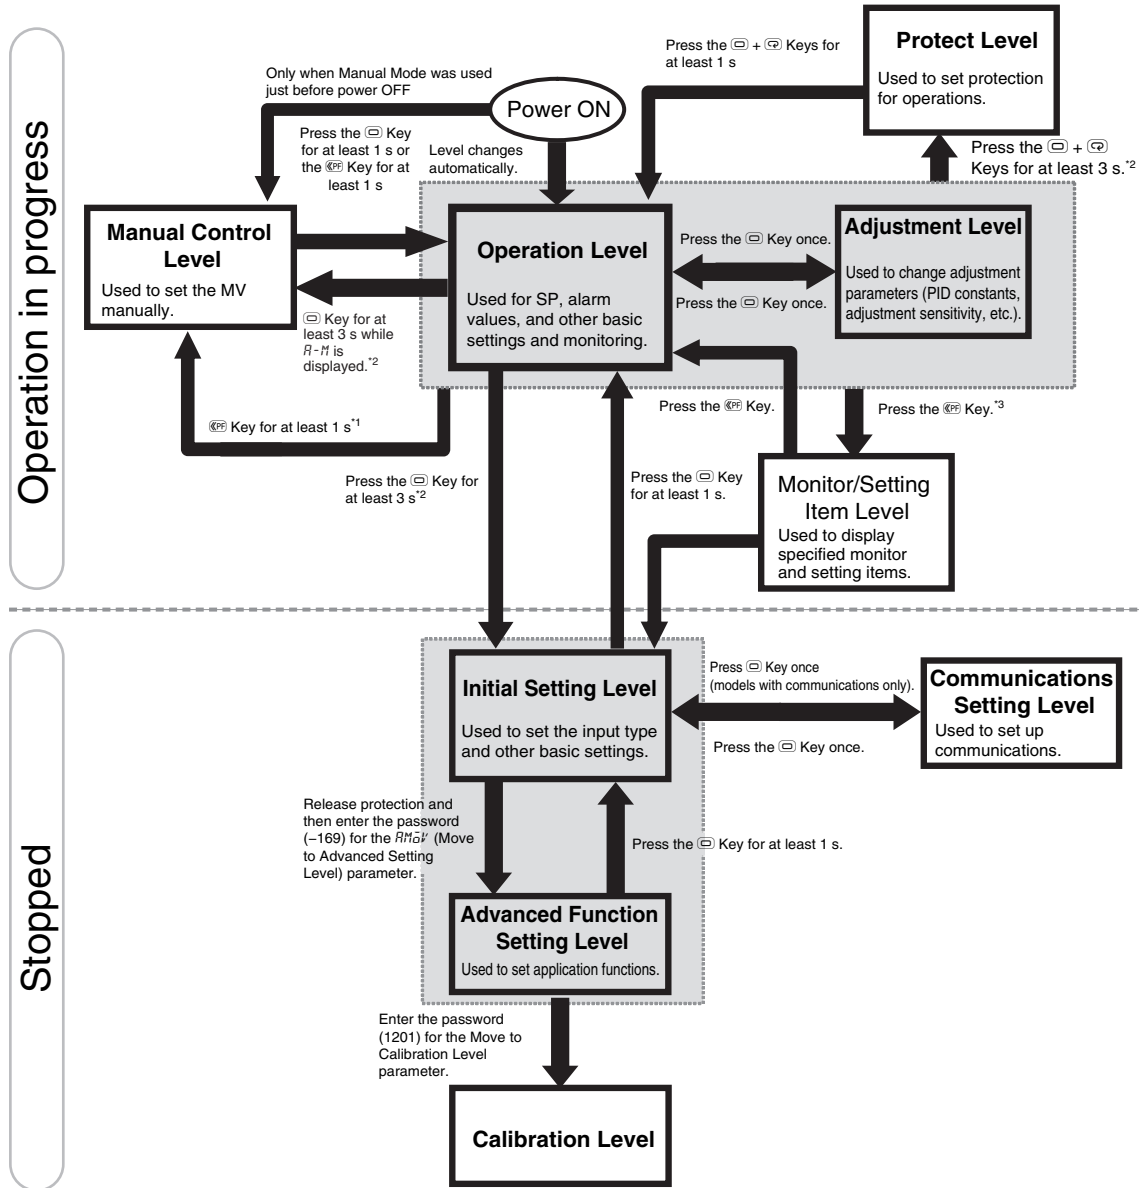 Operation in progress
Only when Manual Mode was used
just before power OFF
Power ON
Press the + Keys for
at least 1 s
Protect Level
Used to set protection
for operations.
Press the Key
for at least 1 s or
the PF Key for at
least 1 s
Level changes
automatically.
Press the +
Keys for at least 3 s.*2
Manual Control
Level
Used to set the MV
manually.
Operation Level
Used for SP, alarm
values, and other basic
settings and monitoring.
Press the Key once.
Press the Key once.
Adjustment Level
Used to change adjustment
parameters (PID constants,
adjustment sensitivity, etc.).
Key for at
least 3 s while
A-M is
displayed.*2
PF Key for at least 1 s*1
Press the PF Key.
Press the PF Key.*3
Press the Key for
at least 3 s*2
Press the Key
for at least 1 s.
Monitor/Setting
Item Level
Used to display
specified monitor
and setting items.
Stopped
Initial Setting Level
Used to set the input type
and other basic settings.
Press Key once
(models with communications only).
Press the Key once.
Communications
Setting Level
Used to set up
communications.
Release protection and
then enter the password
(−169) for the AMoV (Move
to Advanced Setting
Level) parameter.
Press the Key for at least 1 s.
Advanced Function
Setting Level
Used to set application functions.
Enter the password
(1201) for the Move to
Calibration Level
parameter.
Calibration Level